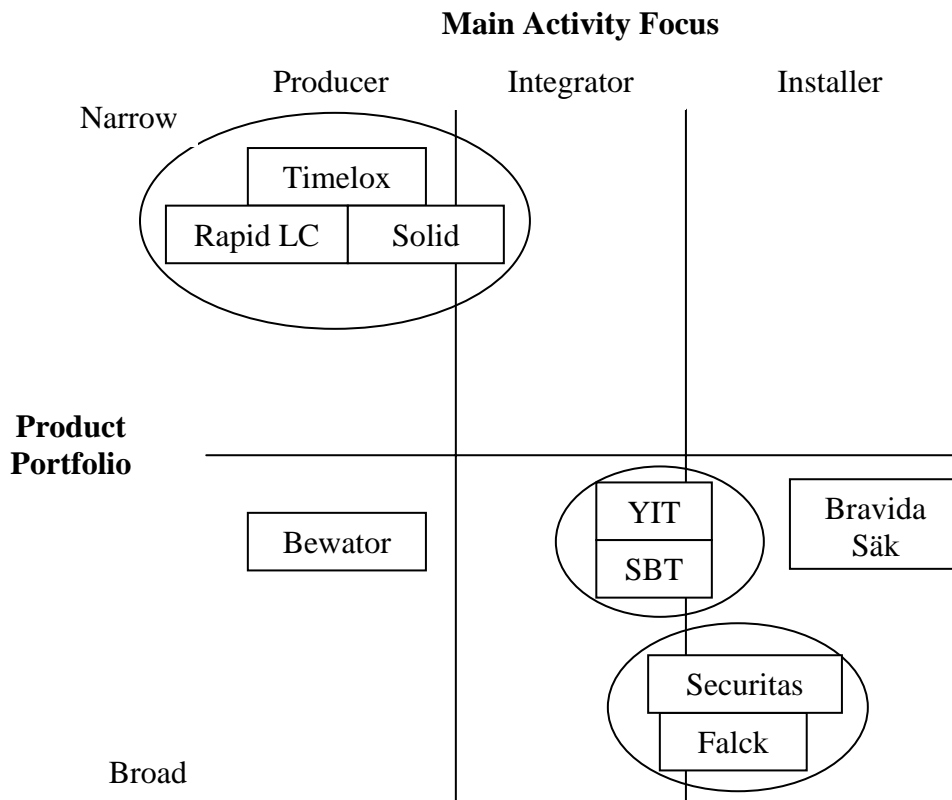 Main Activity Focus
Producer Integrator Installer
Narrow
Timelox
Rapid LC Solid
Product
Portfolio
YIT
SBT
Bravida
Säk
Bewator
Securitas
Falck
Broad